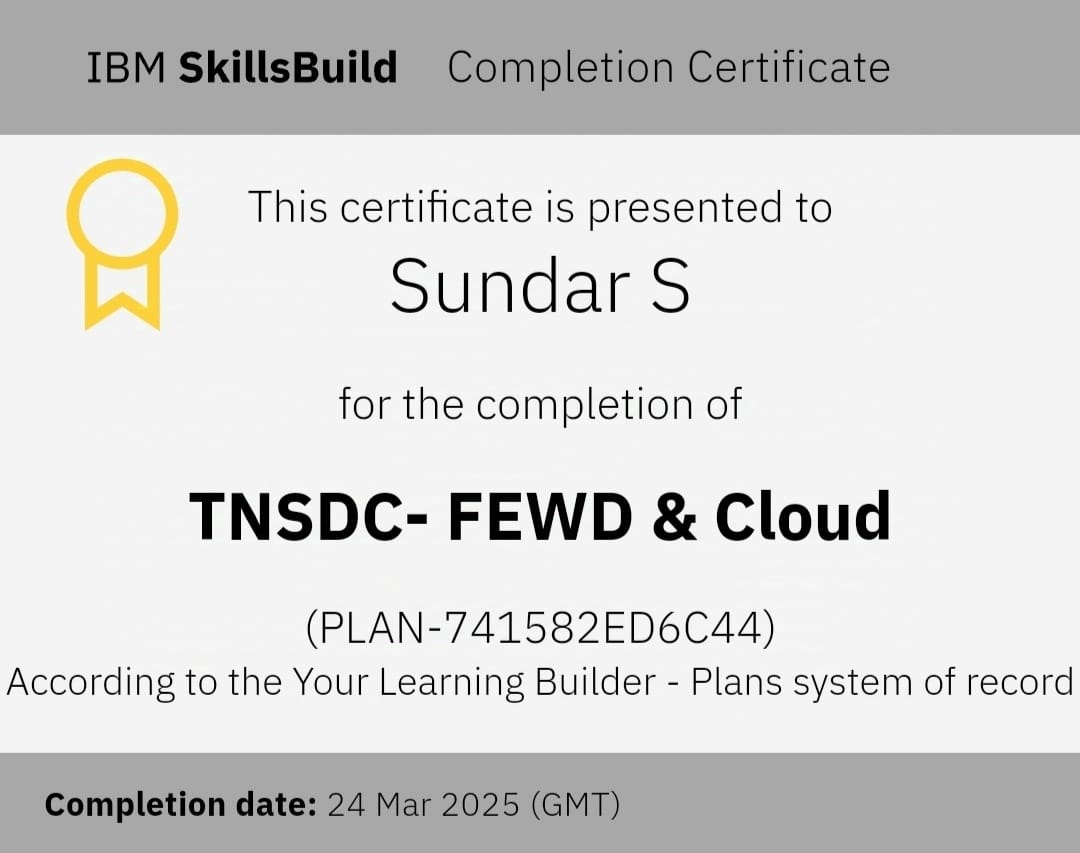 IBM SkillsBuild Completion Certificate
This certificate is presented to
Sundar S
for the completion of
TNSDC- FEWD & Cloud
(PLAN-741582ED6C44)
According to the Your Learning Builder - Plans system of record
Completion date: 24 Mar 2025 (GMT)